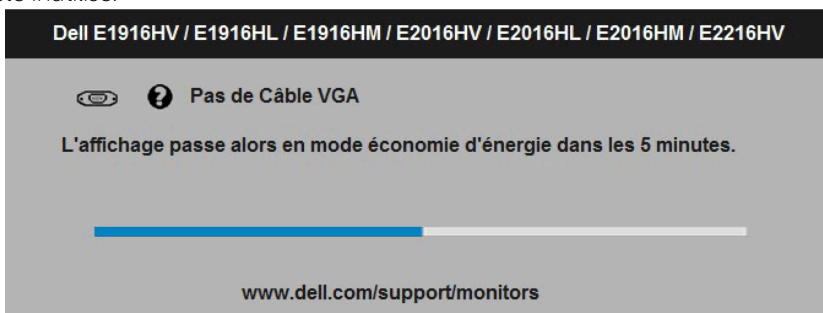 Dell E1916HV / E1916HL / E1916HM / E2016HV / E2016HL / E2016HM / E2216HV
Pas de Câble VGA
L'affichage passe alors en mode économie d'énergie dans les 5 minutes.
www.dell.com/support/monitors